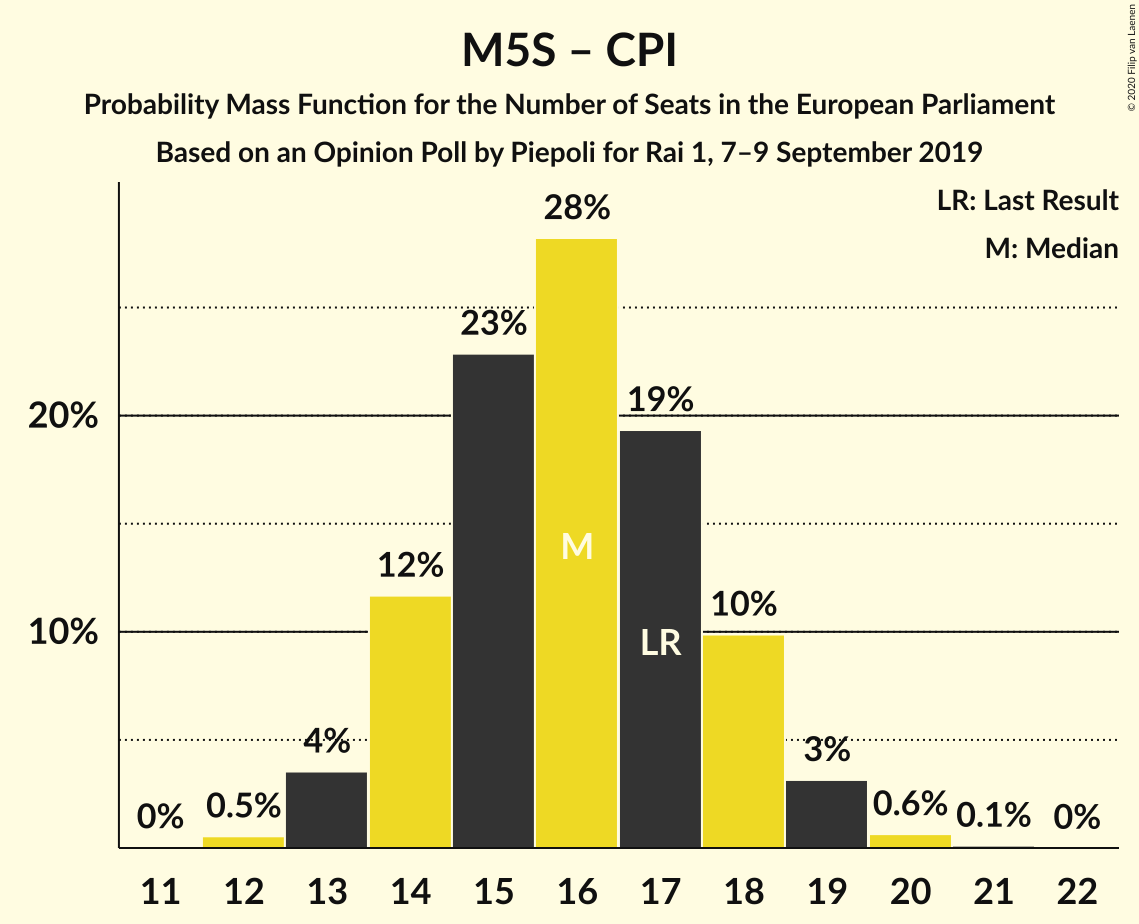 M5S – CPI
Probability Mass Function for the Number of Seats in the European Parliament
Based on an Opinion Poll by Piepoli for Rai 1, 7–9 September 2019
© 2020 Filip van Laenen
LR: Last Result
M: Median
28%
23%
19%
20%
M
12%
10%
10%
LR
4%
3%
0%
0.5%
0.6%
0.1%
0%
11 12 13 14 15 16 17 18 19 20 21 22